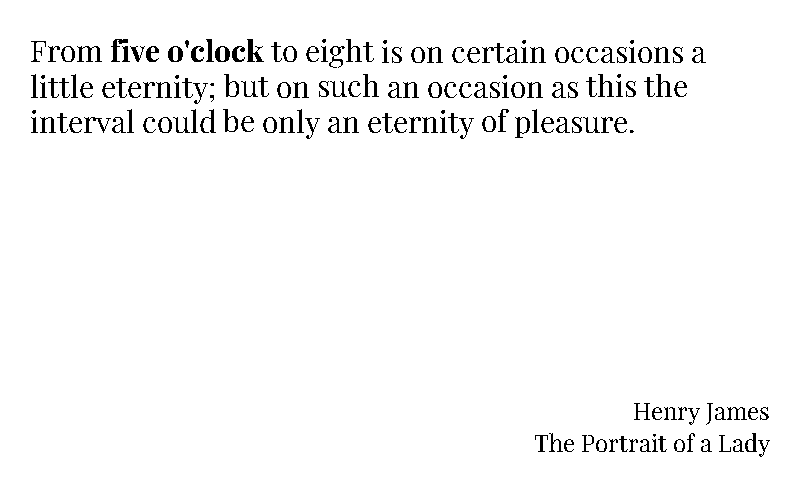 From five o'clock to eight is on certain occasions a
little eternity; but on such an occasion as this the
interval could be only an eternity of pleasure.
Henry James
The Portrait of a Lady